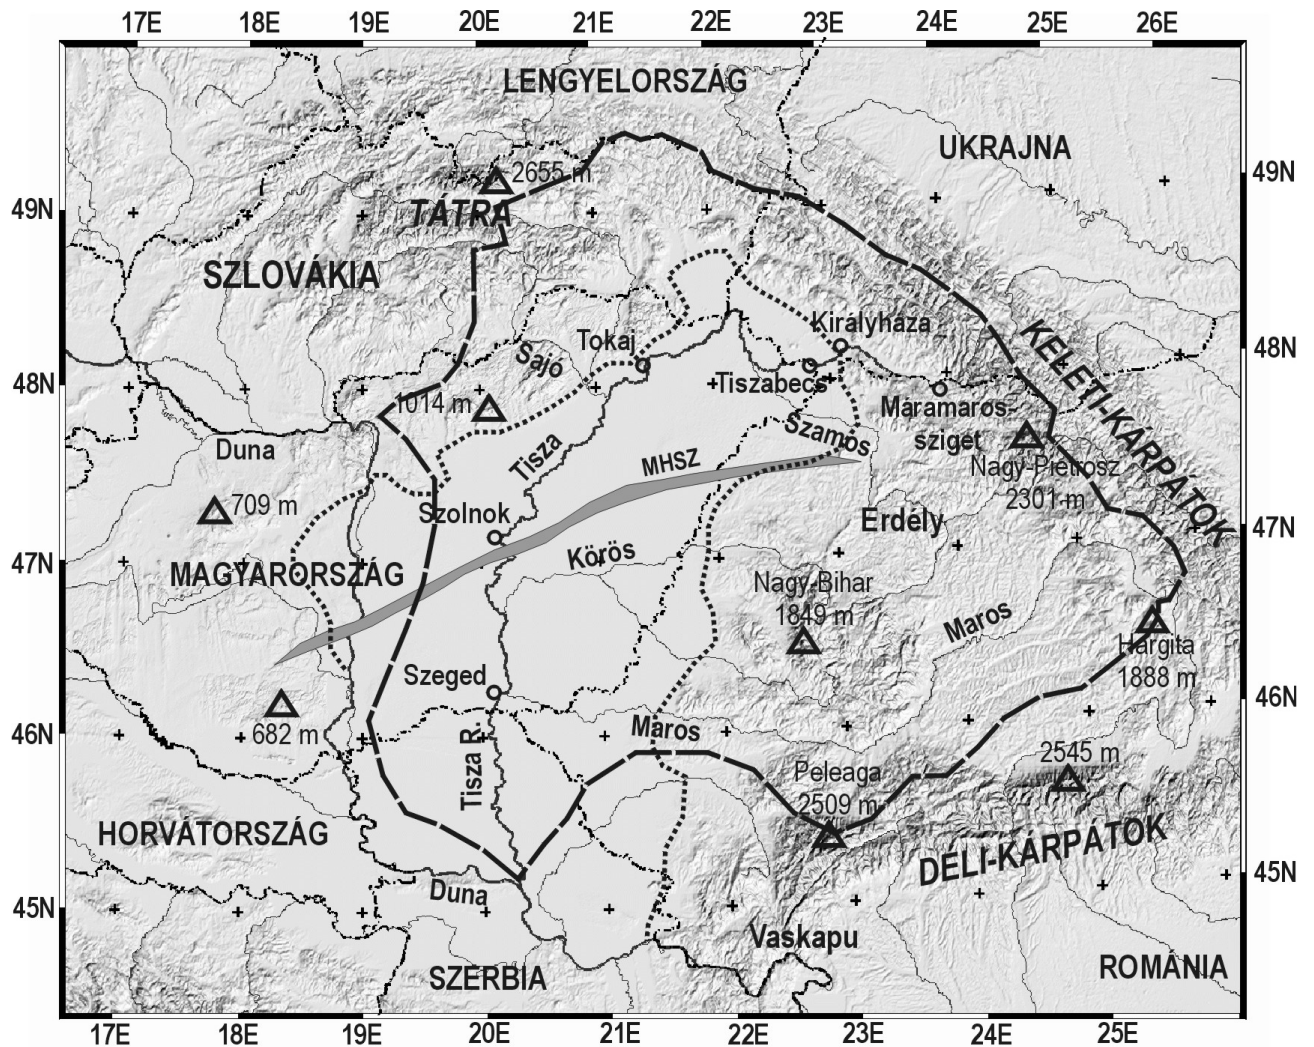 17E 18E 19E 20E 21E 22E 23E 24E 25E 26E
LENGYELORSZÁG
UKRAJNA
49N
2655 m
49N
TÁTRA
SZLOVÁKIA
Királyháza
Tokaj
KELETI-KÁRPÁTOK
48N
Sajó
48N
Tiszabecs
1014 m
Máramaros-
sziget
Szamos
Duna
Tisza
MHSZ
Nagy-Pietrosz
2301 m
709 m
Szolnok
Erdély
47N
47N
Körös
MAGYARORSZÁG
Nagy-Bihar
1849 m
Maros
Hargita
1888 m
Szeged
46N
682 m
Maros
46N
Tisza R.
2545 m
Peleaga
2509 m
HORVÁTORSZÁG
DÉLI-KÁRPÁTOK
45N
Duna
45N
Vaskapu
SZERBIA
ROMÁNIA
17E 18E 19E 20E 21E 22E 23E 24E 25E